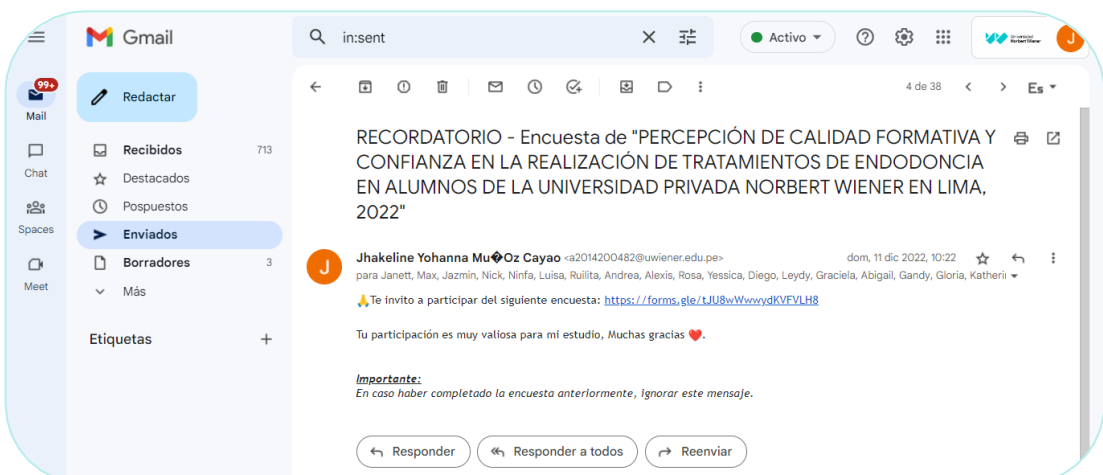 Gmail
in:sent
Activo
Universidad
Norbert Wiener
J
99+
Mail
Redactar
4 de 38
Es
Recibidos 713
Chat
Destacados
Pospuestos
Spaces
Enviados
Borradores 3
Meet
Más
Etiquetas
RECORDATORIO - Encuesta de "PERCEPCIÓN DE CALIDAD FORMATIVA Y
CONFIANZA EN LA REALIZACIÓN DE TRATAMIENTOS DE ENDODONCIA
EN ALUMNOS DE LA UNIVERSIDAD PRIVADA NORBERT WIENER EN LIMA,
2022"
J
Jhakeline Yohanna Mu�Oz Cayao <a2014200482@uwiener.edu.pe> dom, 11 dic 2022, 10:22
para Janett, Max, Jazmin, Nick, Ninfa, Luisa, Ruilita, Andrea, Alexis, Rosa, Yessica, Diego, Leydy, Graciela, Abigail, Gandy, Gloria, Katheri
🙏Te invito a participar del siguiente encuesta: https://forms.gle/tJU8wWwwydKVFVLH8
Tu participación es muy valiosa para mi estudio, Muchas gracias ❤️.
Importante:
En caso haber completado la encuesta anteriormente, ignorar este mensaje.
Responder
Responder a todos
Reenviar